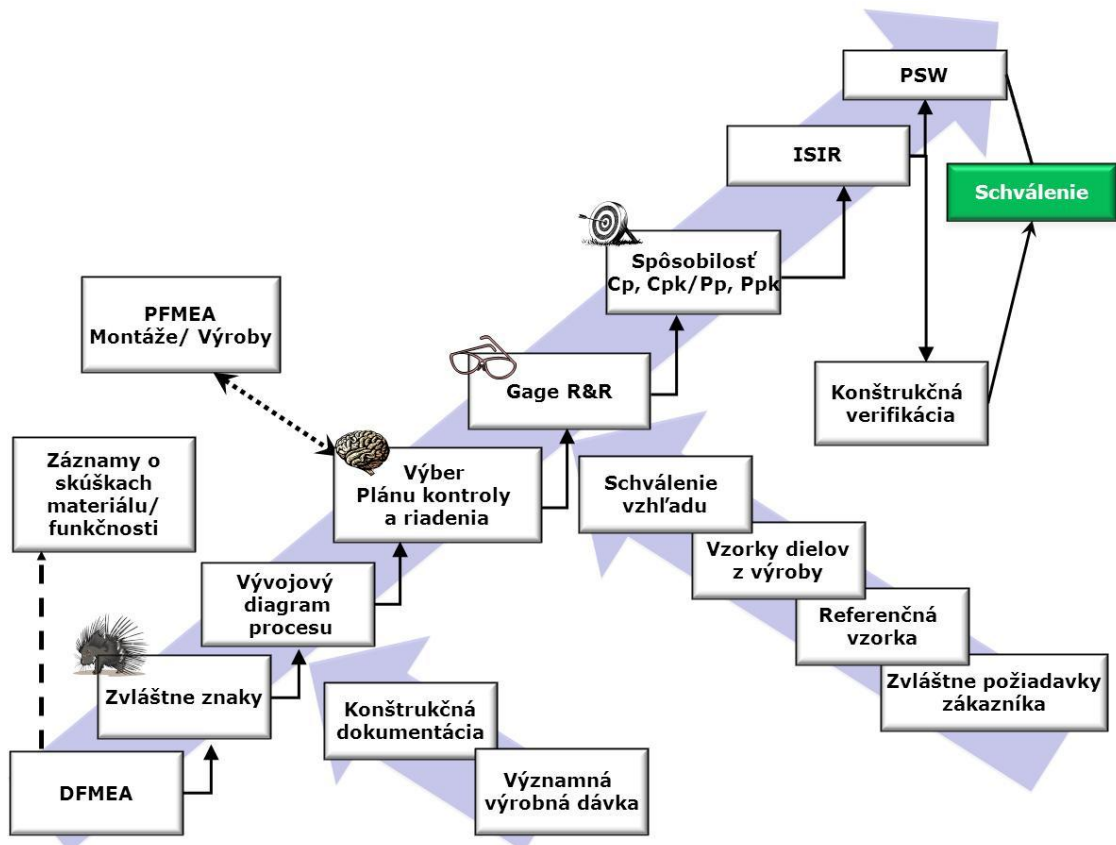 PSW
ISIR
Schválenie
Spôsobilosť
Cp, Cpk/Pp, Ppk
PFMEA
Montáže/ Výroby
Gage R&R
Konštrukčná
verifikácia
Záznamy o
skúškach
materiálu/
funkčnosti
Výber
Plánu kontroly
a riadenia
Schválenie
vzhľadu
Vzorky dielov
z výroby
Vývojový
diagram
procesu
Referenčná
vzorka
Zvláštne znaky
Konštrukčná
dokumentácia
Zvláštne požiadavky
zákazníka
DFMEA
Významná
výrobná dávka